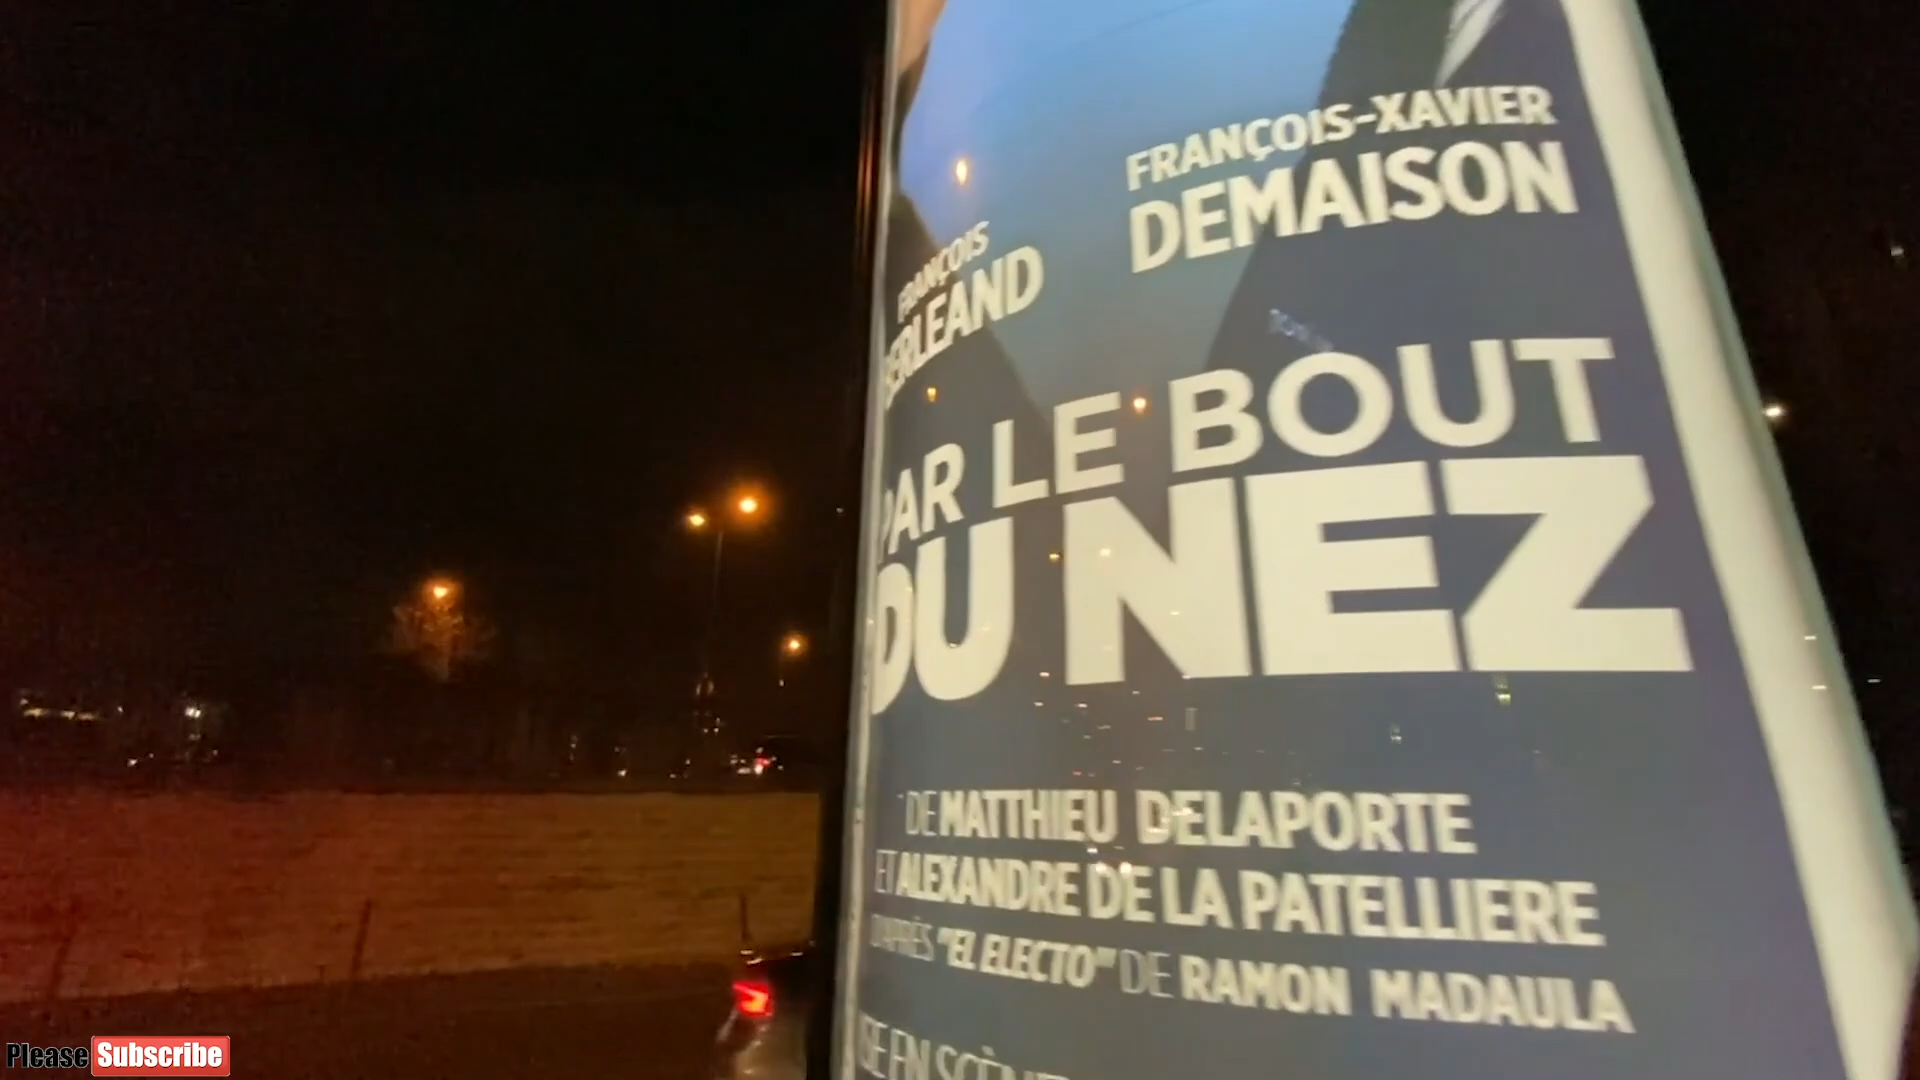 FRANÇOIS-XAVIER
DEMAISON
FRANÇOIS
BERLEAND
PAR LE BOUT
DU NEZ
DE MATTHIEU DELAPORTE
ET ALEXANDRE DE LA PATELLIERE
D'APRÈS "EL ELECTO" DE RAMON MADAULA
EN
Please Subscribe